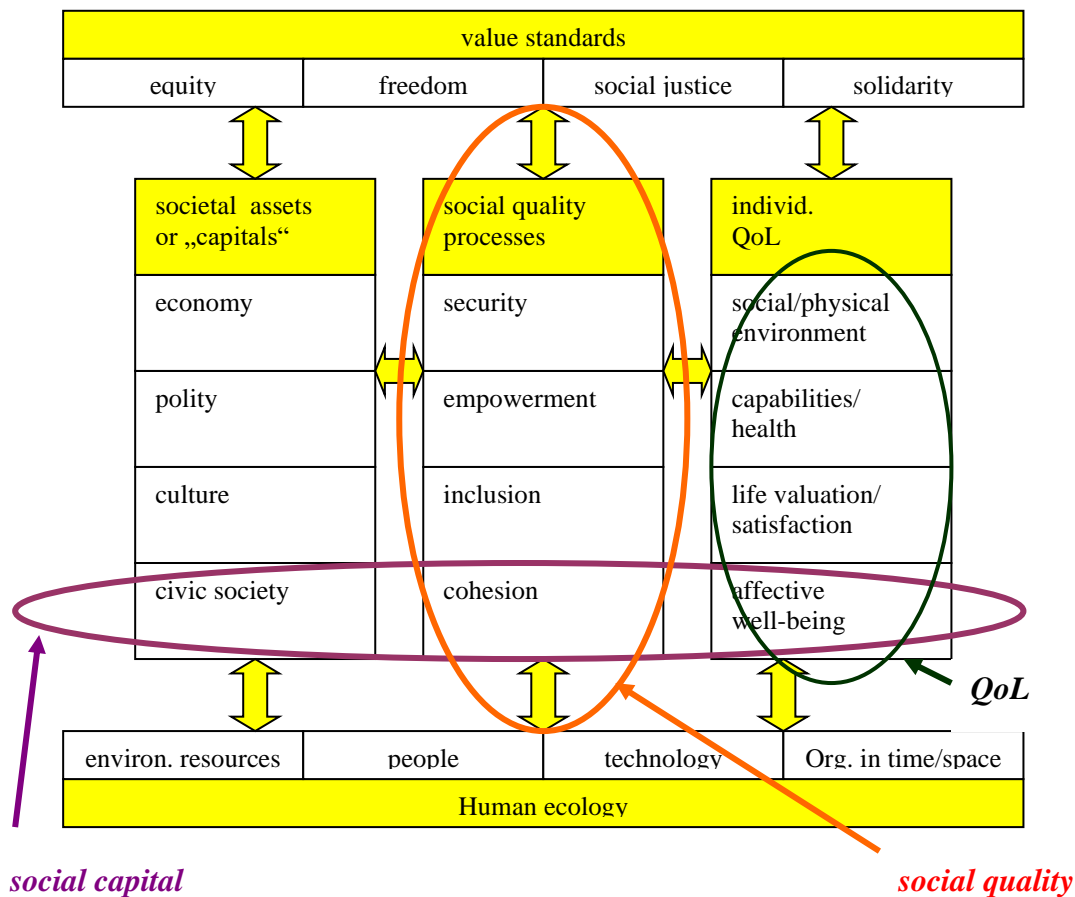 value standards
equity freedom social justice solidarity
societal assets
or „capitals“
social quality
processes
individ.
QoL
economy
security
social/physical
environment
polity
empowerment
capabilities/
health
culture
inclusion
life valuation/
satisfaction
civic society
cohesion
affective
well-being
QoL
environ. resources people technology Org. in time/space
Human ecology
social capital
social quality